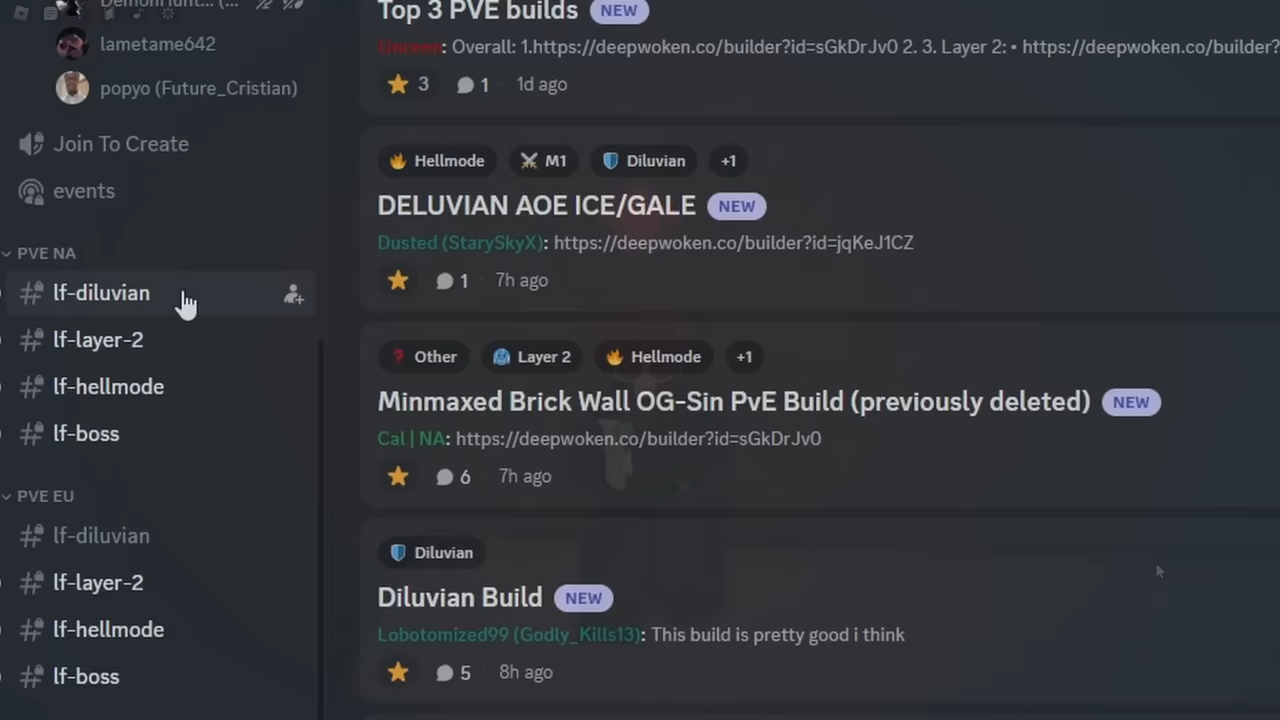 DemonHunt... (...
lametame642
popyo (Future_Cristian)
Join To Create
events
PVE NA
lf-diluvian
lf-layer-2
lf-hellmode
lf-boss
PVE EU
lf-diluvian
lf-layer-2
lf-hellmode
lf-boss
Top 3 PVE builds NEW
: Overall: 1.https://deepwoken.co/builder?id=sGkDrJv0 2. 3. Layer 2: • https://deepwoken.co/builder?
3 1 1d ago
Hellmode M1 Diluvian +1
DELUVIAN AOE ICE/GALE NEW
Dusted (StarySkyX): https://deepwoken.co/builder?id=jqKeJ1CZ
1 7h ago
Other Layer 2 Hellmode +1
Minmaxed Brick Wall OG-Sin PvE Build (previously deleted) NEW
Cal | NA: https://deepwoken.co/builder?id=sGkDrJv0
6 7h ago
Diluvian
Diluvian Build NEW
Lobotomized99 (Godly_Kills13): This build is pretty good i think
5 8h ago